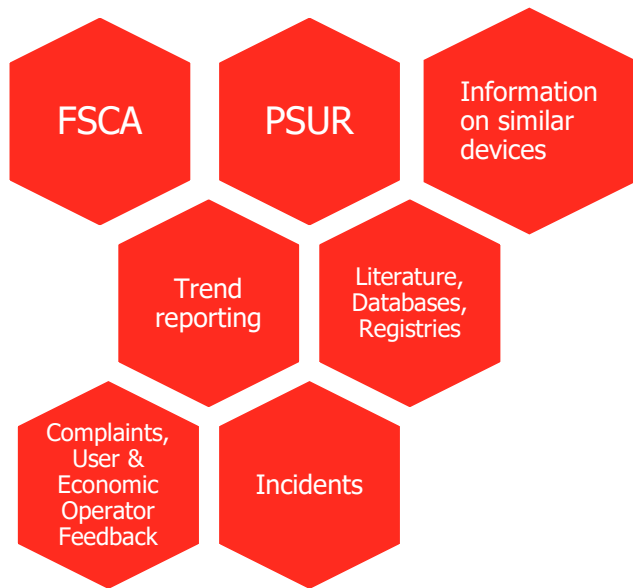 FSCA
PSUR
Information
on similar
devices
Trend
reporting
Literature,
Databases,
Registries
Complaints,
User &
Economic
Operator
Feedback
Incidents